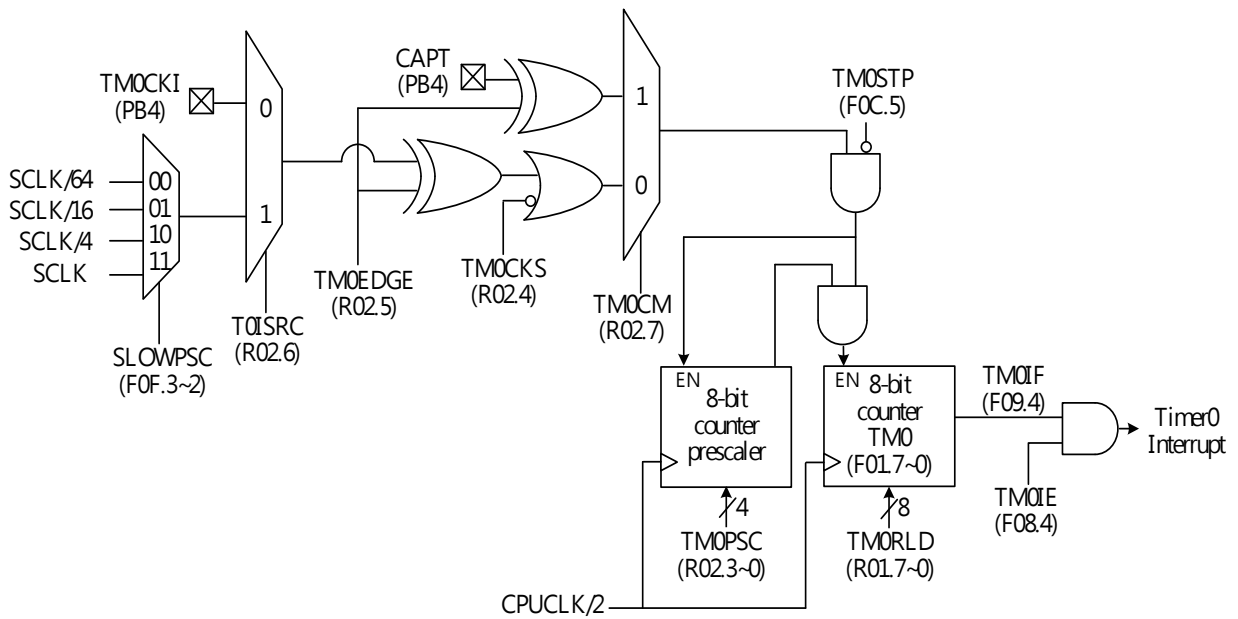 TM0CKI
(PB4)
0
1
SCLK/64
SCLK/16
SCLK/4
SCLK
00
01
10
11
SLOWPSC
(F0F.3~2)
T0ISRC
(R02.6)
CAPT
(PB4)
TM0EDGE
(R02.5)
TM0CKS
(R02.4)
1
0
TM0CM
(R02.7)
TM0STP
(F0C.5)
EN
8-bit
counter
prescaler
4
TM0PSC
(R02.3~0)
EN
8-bit
counter
TM0
(F01.7~0)
8
TM0RLD
(R01.7~0)
CPUCLK/2
TM0IF
(F09.4)
TM0IE
(F08.4)
Timer0
Interrupt